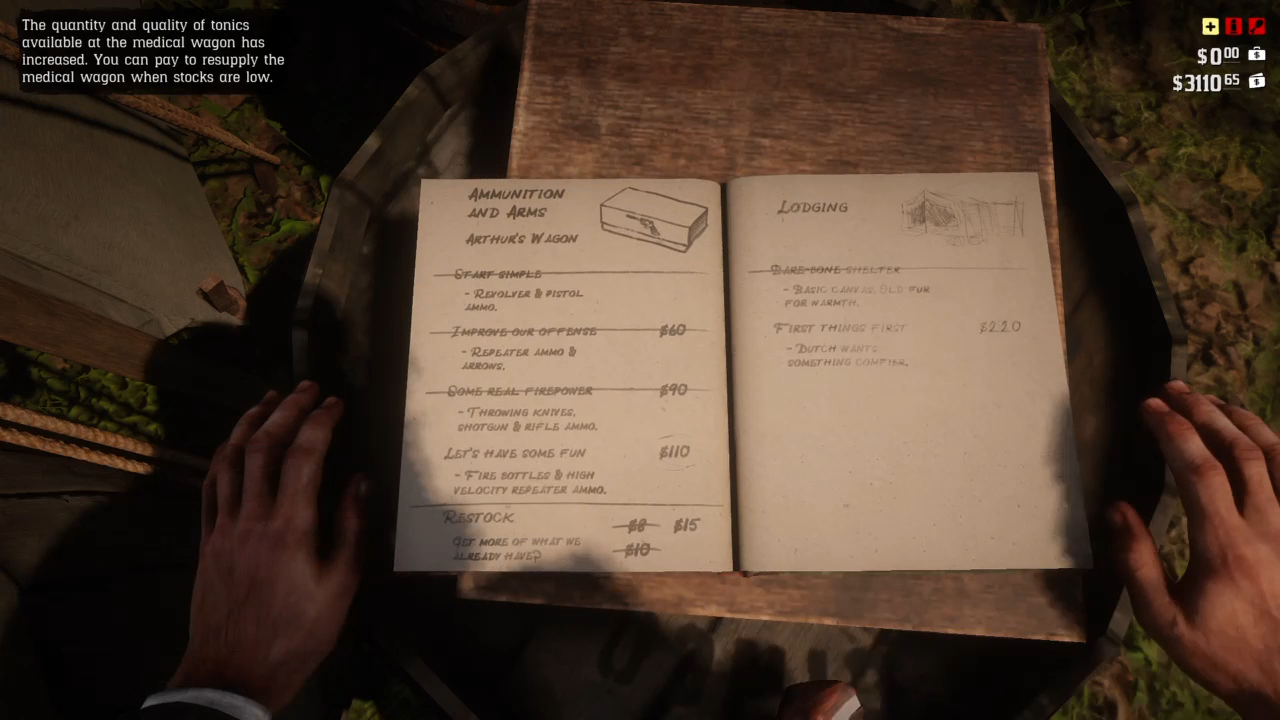 The quantity and quality of tonics
available at the medical wagon has
increased. You can pay to resupply the
medical wagon when stocks are low.
$0.00
$3110.65
AMMUNITION
AND ARMS
ARTHUR'S WAGON
START SIMPLE
- REVOLVER & PISTOL
AMMO.
IMPROVE OUR OFFENSE $60
- REPEATER AMMO &
ARROWS.
SOME REAL FIREPOWER $90
- THROWING KNIVES,
SHOTGUN & RIFLE AMMO.
LET'S HAVE SOME FUN $110
- FIRE BOTTLES & HIGH
VELOCITY REPEATER AMMO.
RESTOCK $8 $15
GET MORE OF WHAT WE $10
ALREADY HAVE?
LODGING
BARE-BONE SHELTER
- BASIC CANVAS, OLD FUR
FOR WARMTH.
FIRST THINGS FIRST $220
- DUTCH WANTS
SOMETHING COMFIER.